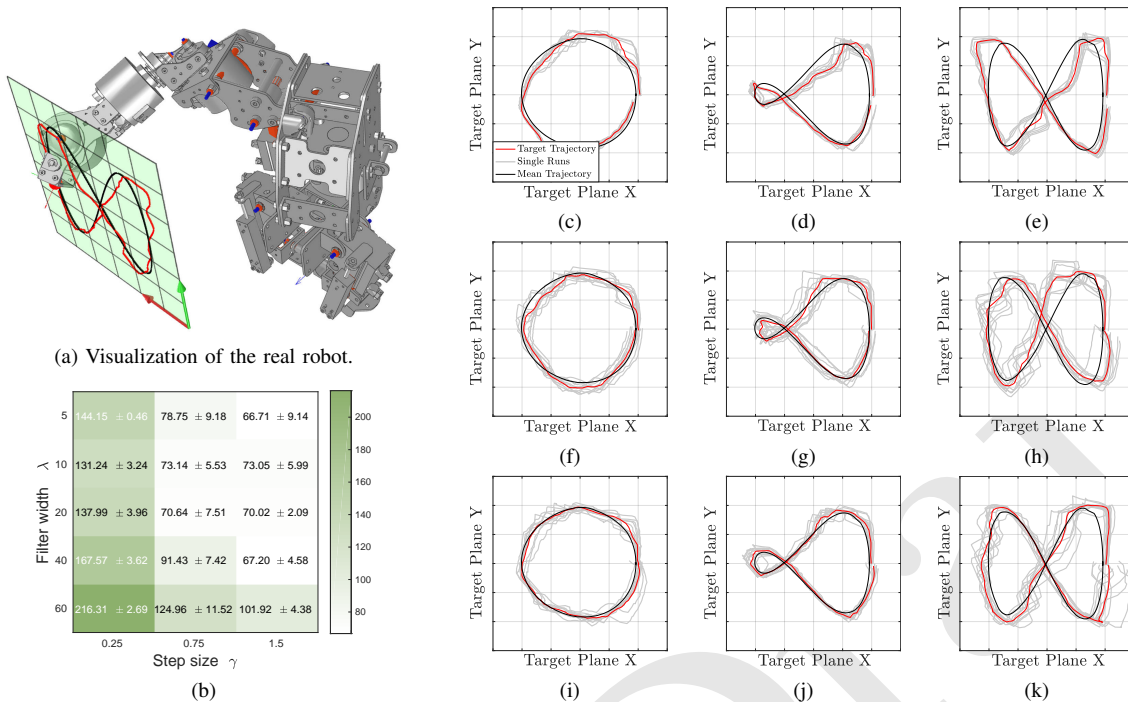 (a) Visualization of the real robot.
Filter width λ
5 144.15 ± 0.46 78.75 ± 9.18 66.71 ± 9.14
10 131.24 ± 3.24 73.14 ± 5.53 73.05 ± 5.99
20 137.99 ± 3.96 70.64 ± 7.51 70.02 ± 2.09
40 167.57 ± 3.62 91.43 ± 7.42 67.20 ± 4.58
60 216.31 ± 2.69 124.96 ± 11.52 101.92 ± 4.38
0.25 0.75 1.5
Step size γ
200
180
160
140
120
100
80
(b)
Target Plane Y
Target Trajectory
Single Runs
Mean Trajectory
Target Plane X
(c)
Target Plane Y
Target Plane X
(d)
Target Plane Y
Target Plane X
(e)
Target Plane Y
Target Plane X
(f)
Target Plane Y
Target Plane X
(g)
Target Plane Y
Target Plane X
(h)
Target Plane Y
Target Plane X
(i)
Target Plane Y
Target Plane X
(j)
Target Plane Y
Target Plane X
(k)